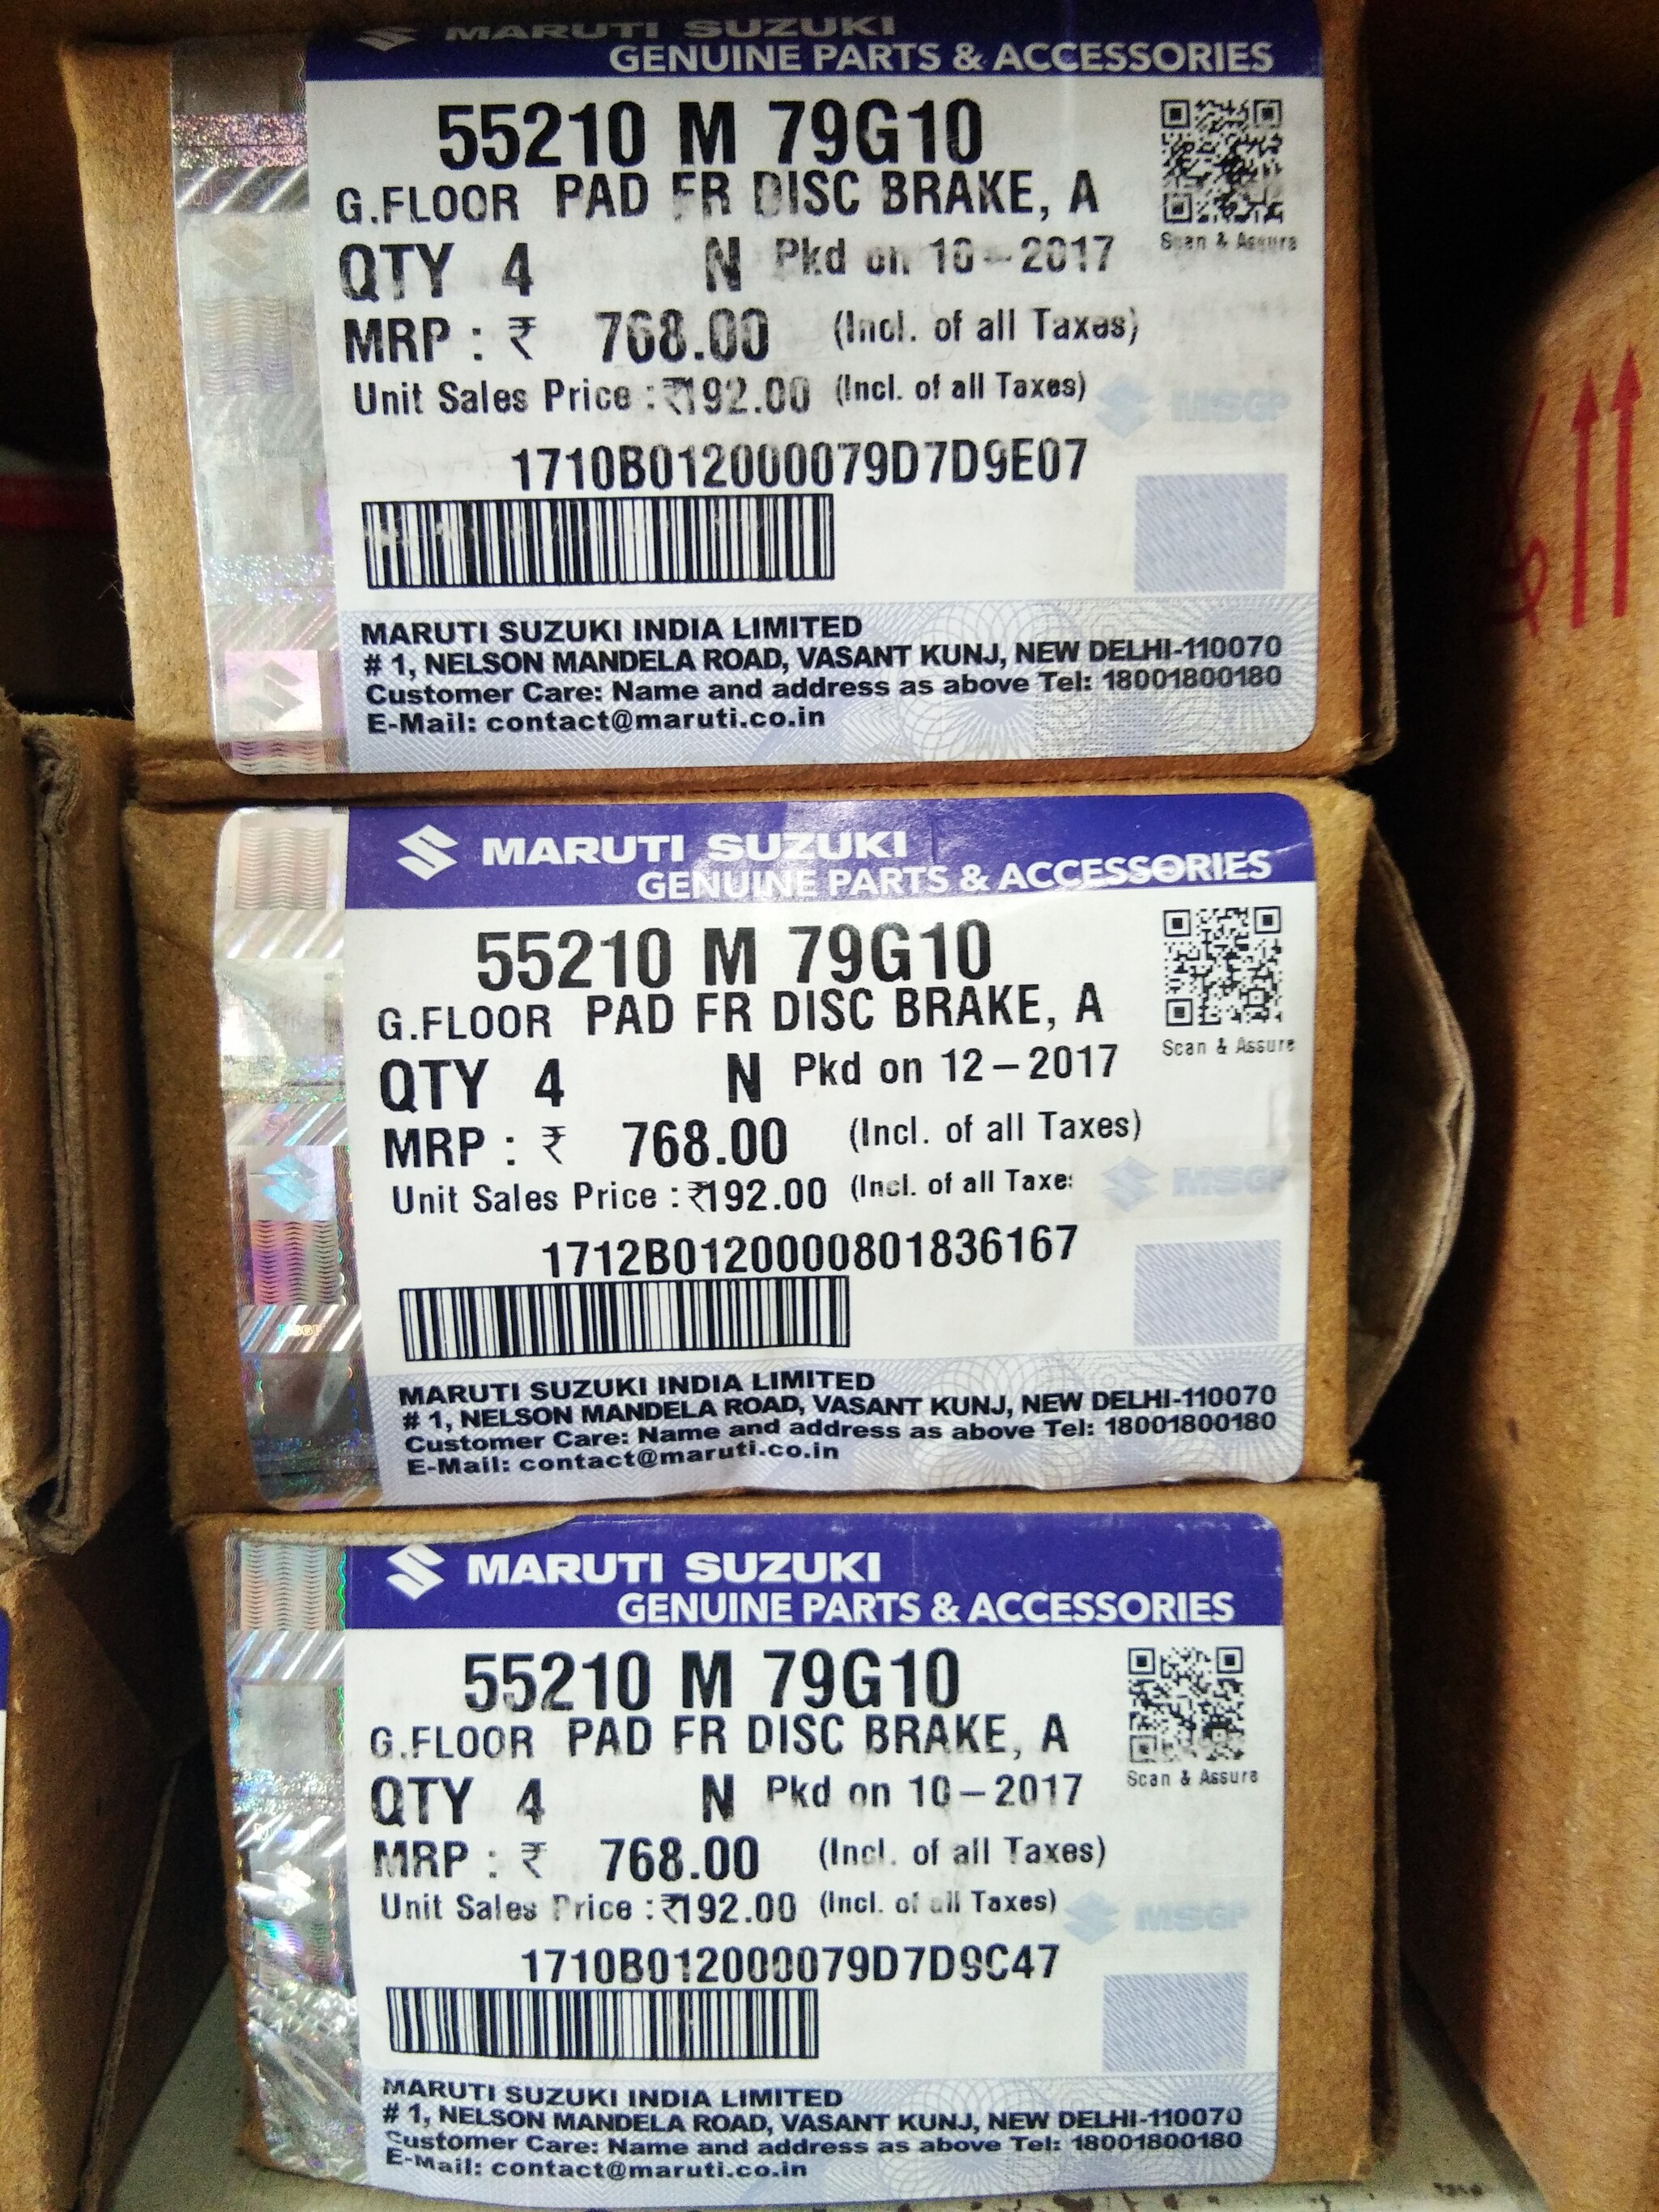 MARUTI SUZUKI
GENUINE PARTS & ACCESSORIES
55210 M 79G10
G.FLOOR PAD FR DISC BRAKE, A
QTY 4 N Pkd on 10-2017
Scan & Assure
MRP : ₹ 768.00 (Incl. of all Taxes)
Unit Sales Price :₹192.00 (Incl. of all Taxes)
MSGP
1710B012000079D7D9E07
MARUTI SUZUKI INDIA LIMITED
# 1, NELSON MANDELA ROAD, VASANT KUNJ, NEW DELHI-110070
Customer Care: Name and address as above Tel: 18001800180
E-Mail: contact@maruti.co.in
MARUTI SUZUKI
GENUINE PARTS & ACCESSORIES
55210 M 79G10
G.FLOOR PAD FR DISC BRAKE, A
QTY 4 N Pkd on 12-2017
Scan & Assure
MRP : ₹ 768.00 (Incl. of all Taxes)
Unit Sales Price :₹192.00 (Incl. of all Taxe
MSGP
1712B0120000801836167
MARUTI SUZUKI INDIA LIMITED
# 1, NELSON MANDELA ROAD, VASANT KUNJ, NEW DELHI-110070
Customer Care: Name and address as above Tel: 18001800180
E-Mail: contact@maruti.co.in
MARUTI SUZUKI
GENUINE PARTS & ACCESSORIES
55210 M 79G10
G.FLOOR PAD FR DISC BRAKE, A
QTY 4 N Pkd on 10-2017
Scan & Assure
MRP : ₹ 768.00 (Incl. of all Taxes)
Unit Sales Price :₹192.00 (Incl. of all Taxes)
MSGP
1710B012000079D7D9C47
MARUTI SUZUKI INDIA LIMITED
# 1, NELSON MANDELA ROAD, VASANT KUNJ, NEW DELHI-110070
Customer Care: Name and address as above Tel: 18001800180
E-Mail: contact@maruti.co.in